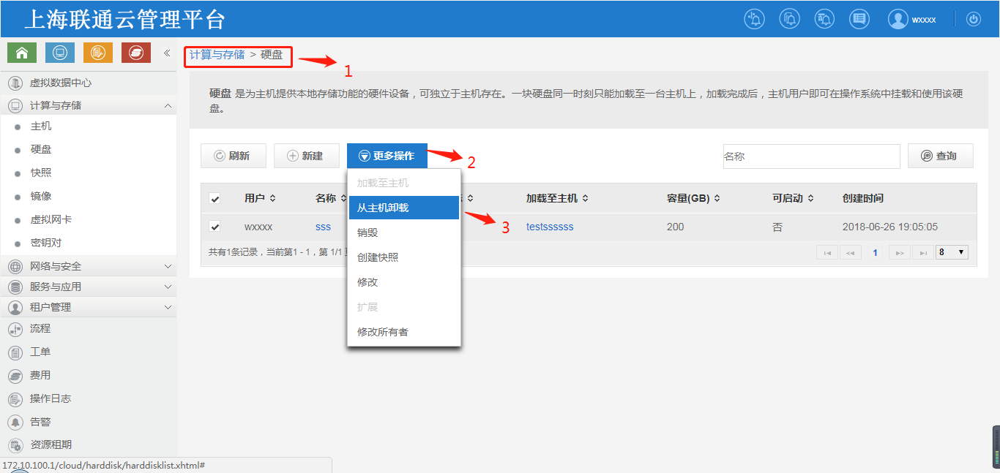 上海联通云管理平台
wxxxx
«
计算与存储 > 硬盘
1
虚拟数据中心
计算与存储
主机
硬盘
快照
镜像
虚拟网卡
密钥对
网络与安全
服务与应用
租户管理
流程
工单
费用
操作日志
告警
资源租期
硬盘 是为主机提供本地存储功能的硬件设备，可独立于主机存在。一块硬盘同一时刻只能加载至一台主机上，加载完成后，主机用户即可在操作系统中挂载和使用该硬
盘。
刷新 新建 更多操作 2 名称 查询
加载至主机
从主机卸载 3
销毁
创建快照
修改
扩展
修改所有者
用户 名称 加载至主机 容量(GB) 可启动 创建时间
wxxxx sss testssssss 200 否 2018-06-26 19:05:05
共有1条记录，当前第1 - 1，第 1/1 1 8
172.10.100.1/cloud/harddisk/harddisklist.xhtml#